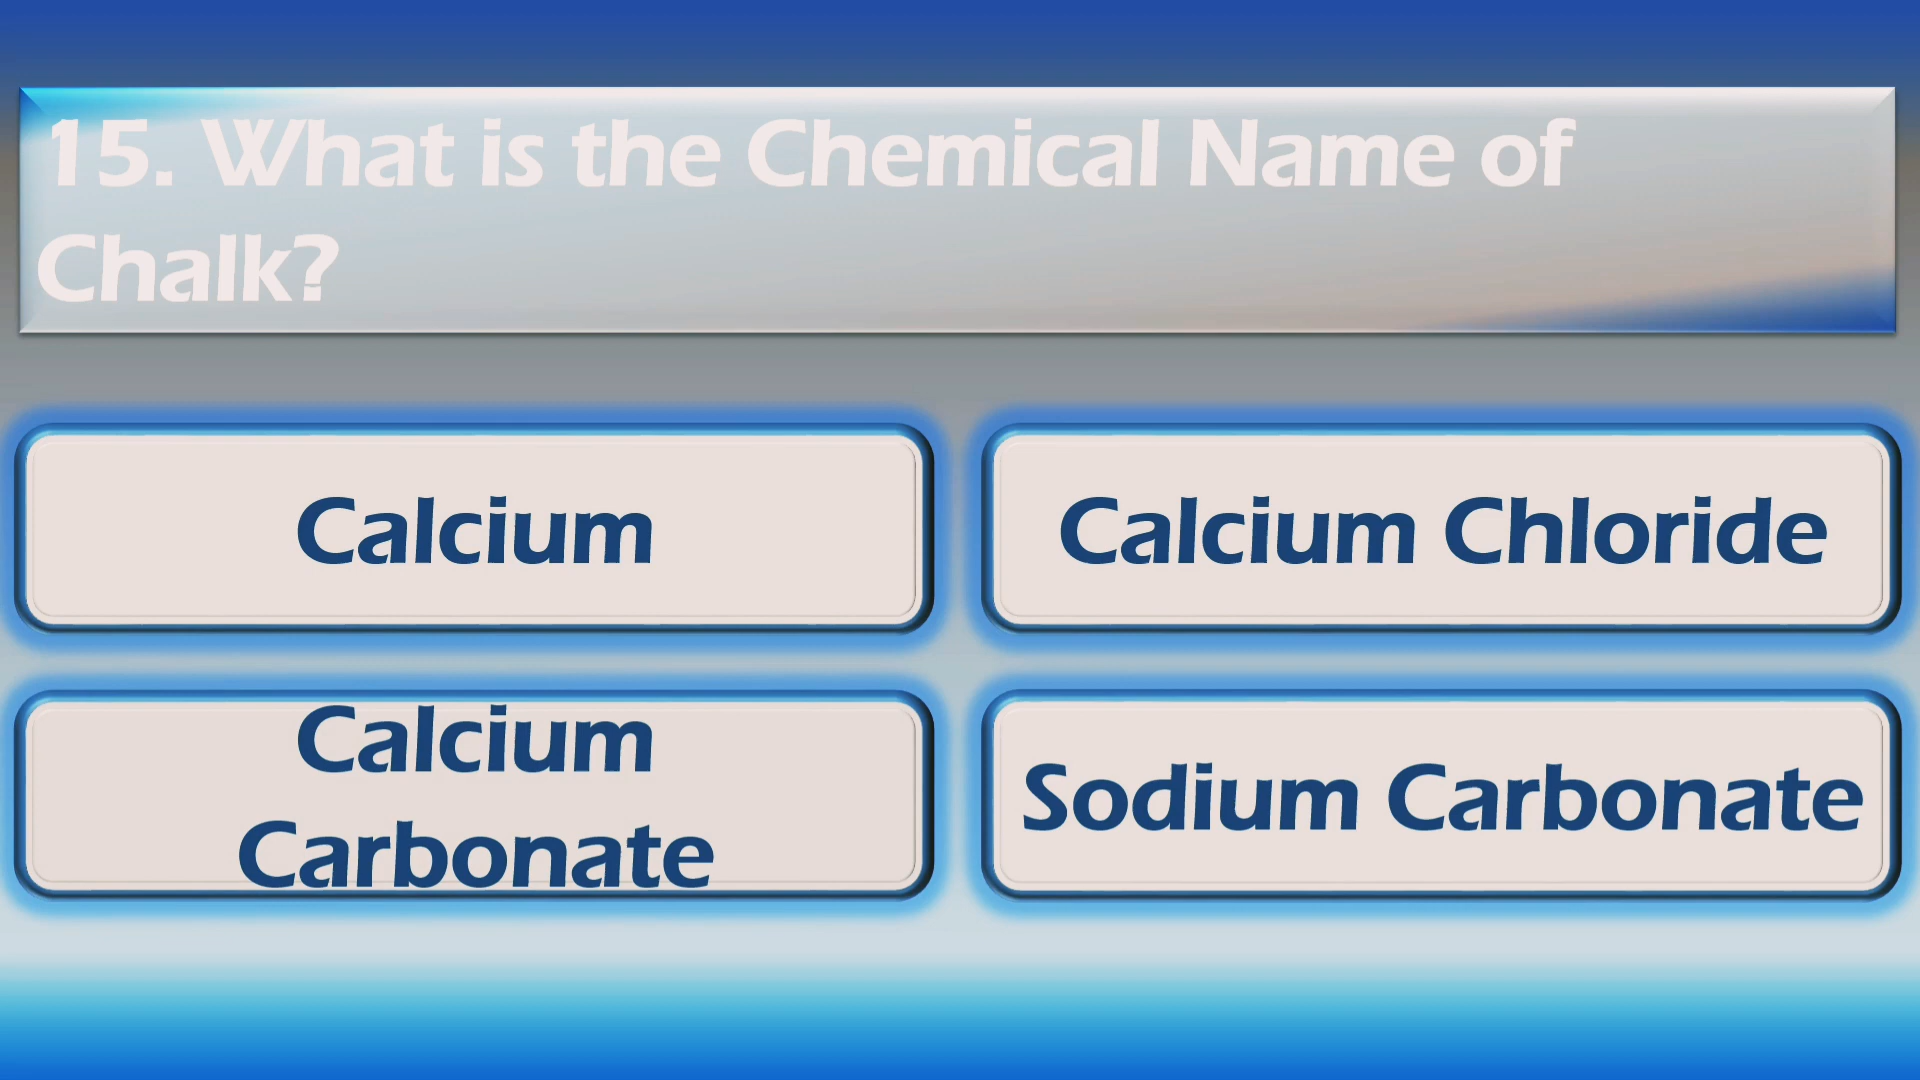 15. What is the Chemical Name of
Chalk?
Calcium
Calcium Chloride
Calcium
Carbonate
Sodium Carbonate